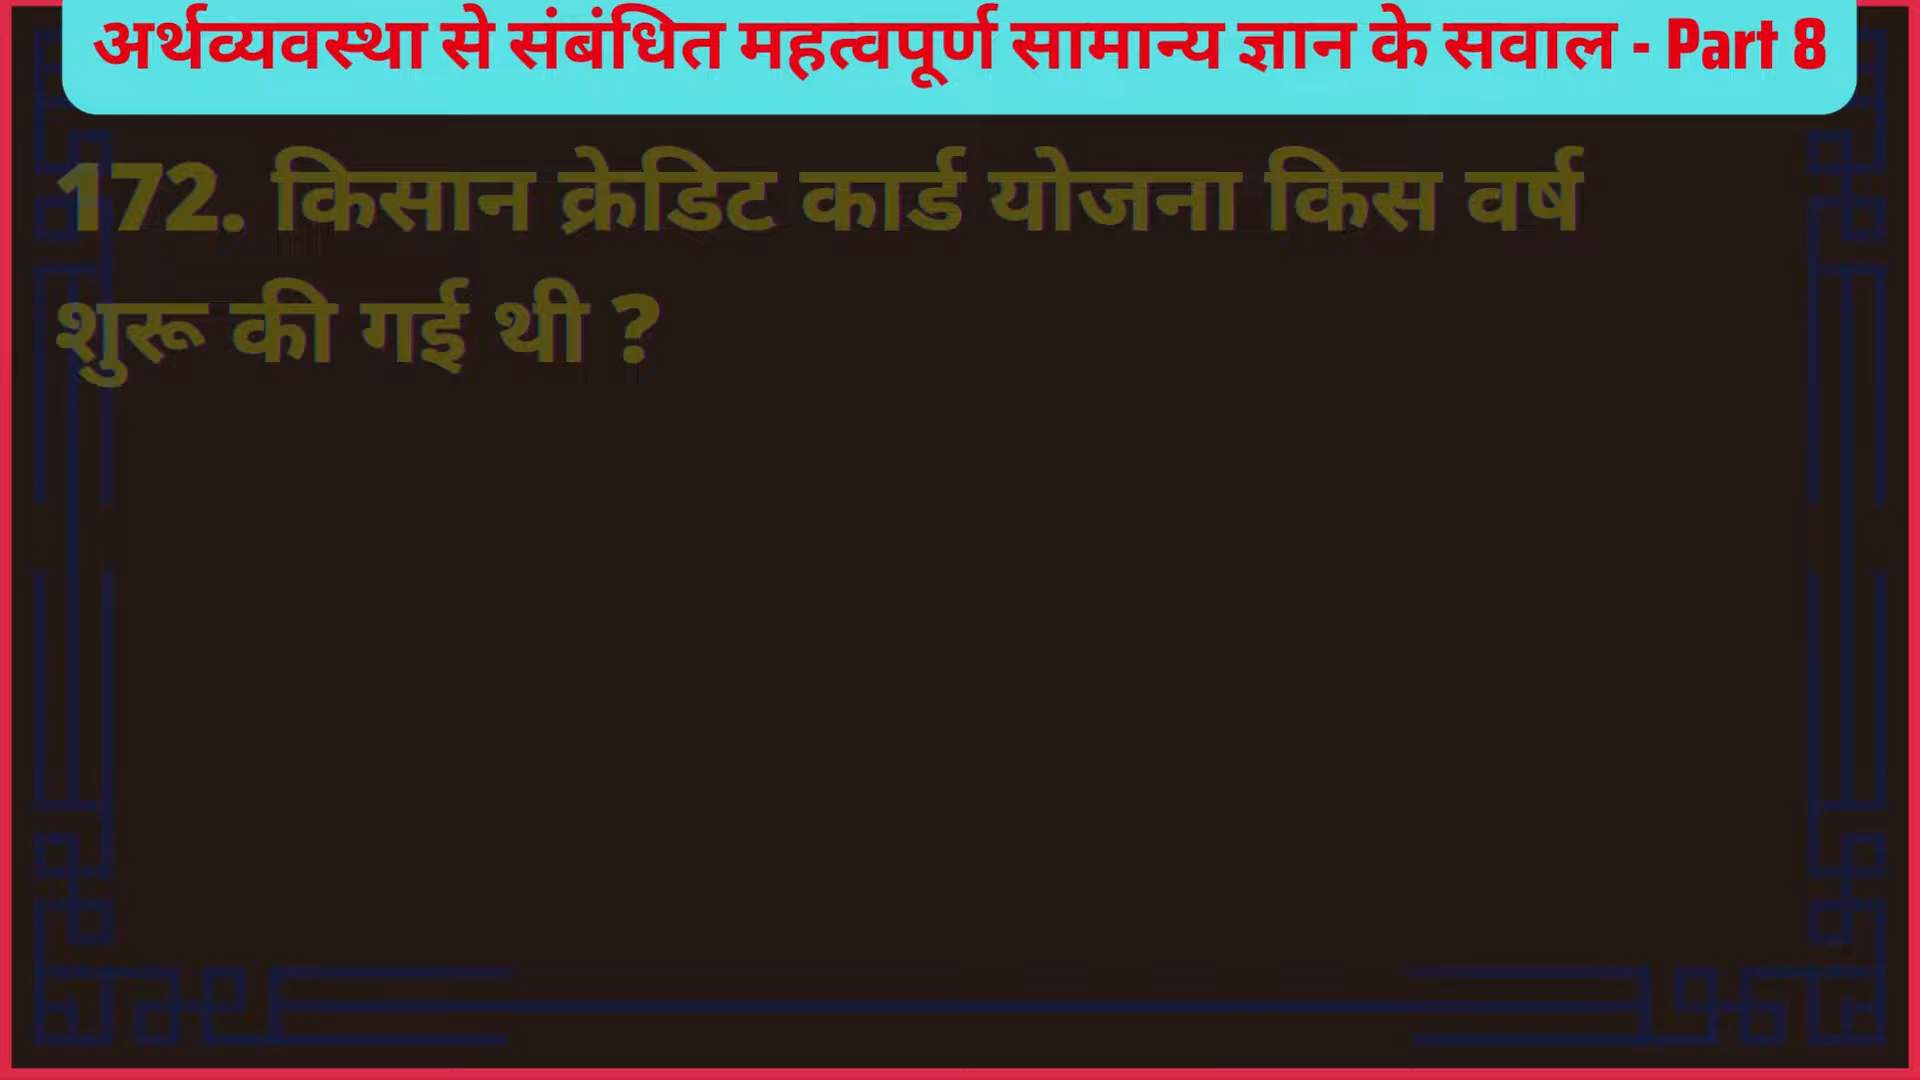 अर्थव्यवस्था से संबंधित महत्वपूर्ण सामान्य ज्ञान के सवाल - Part 8
172. किसान क्रेडिट कार्ड योजना किस वर्ष
शुरू की गई थी ?